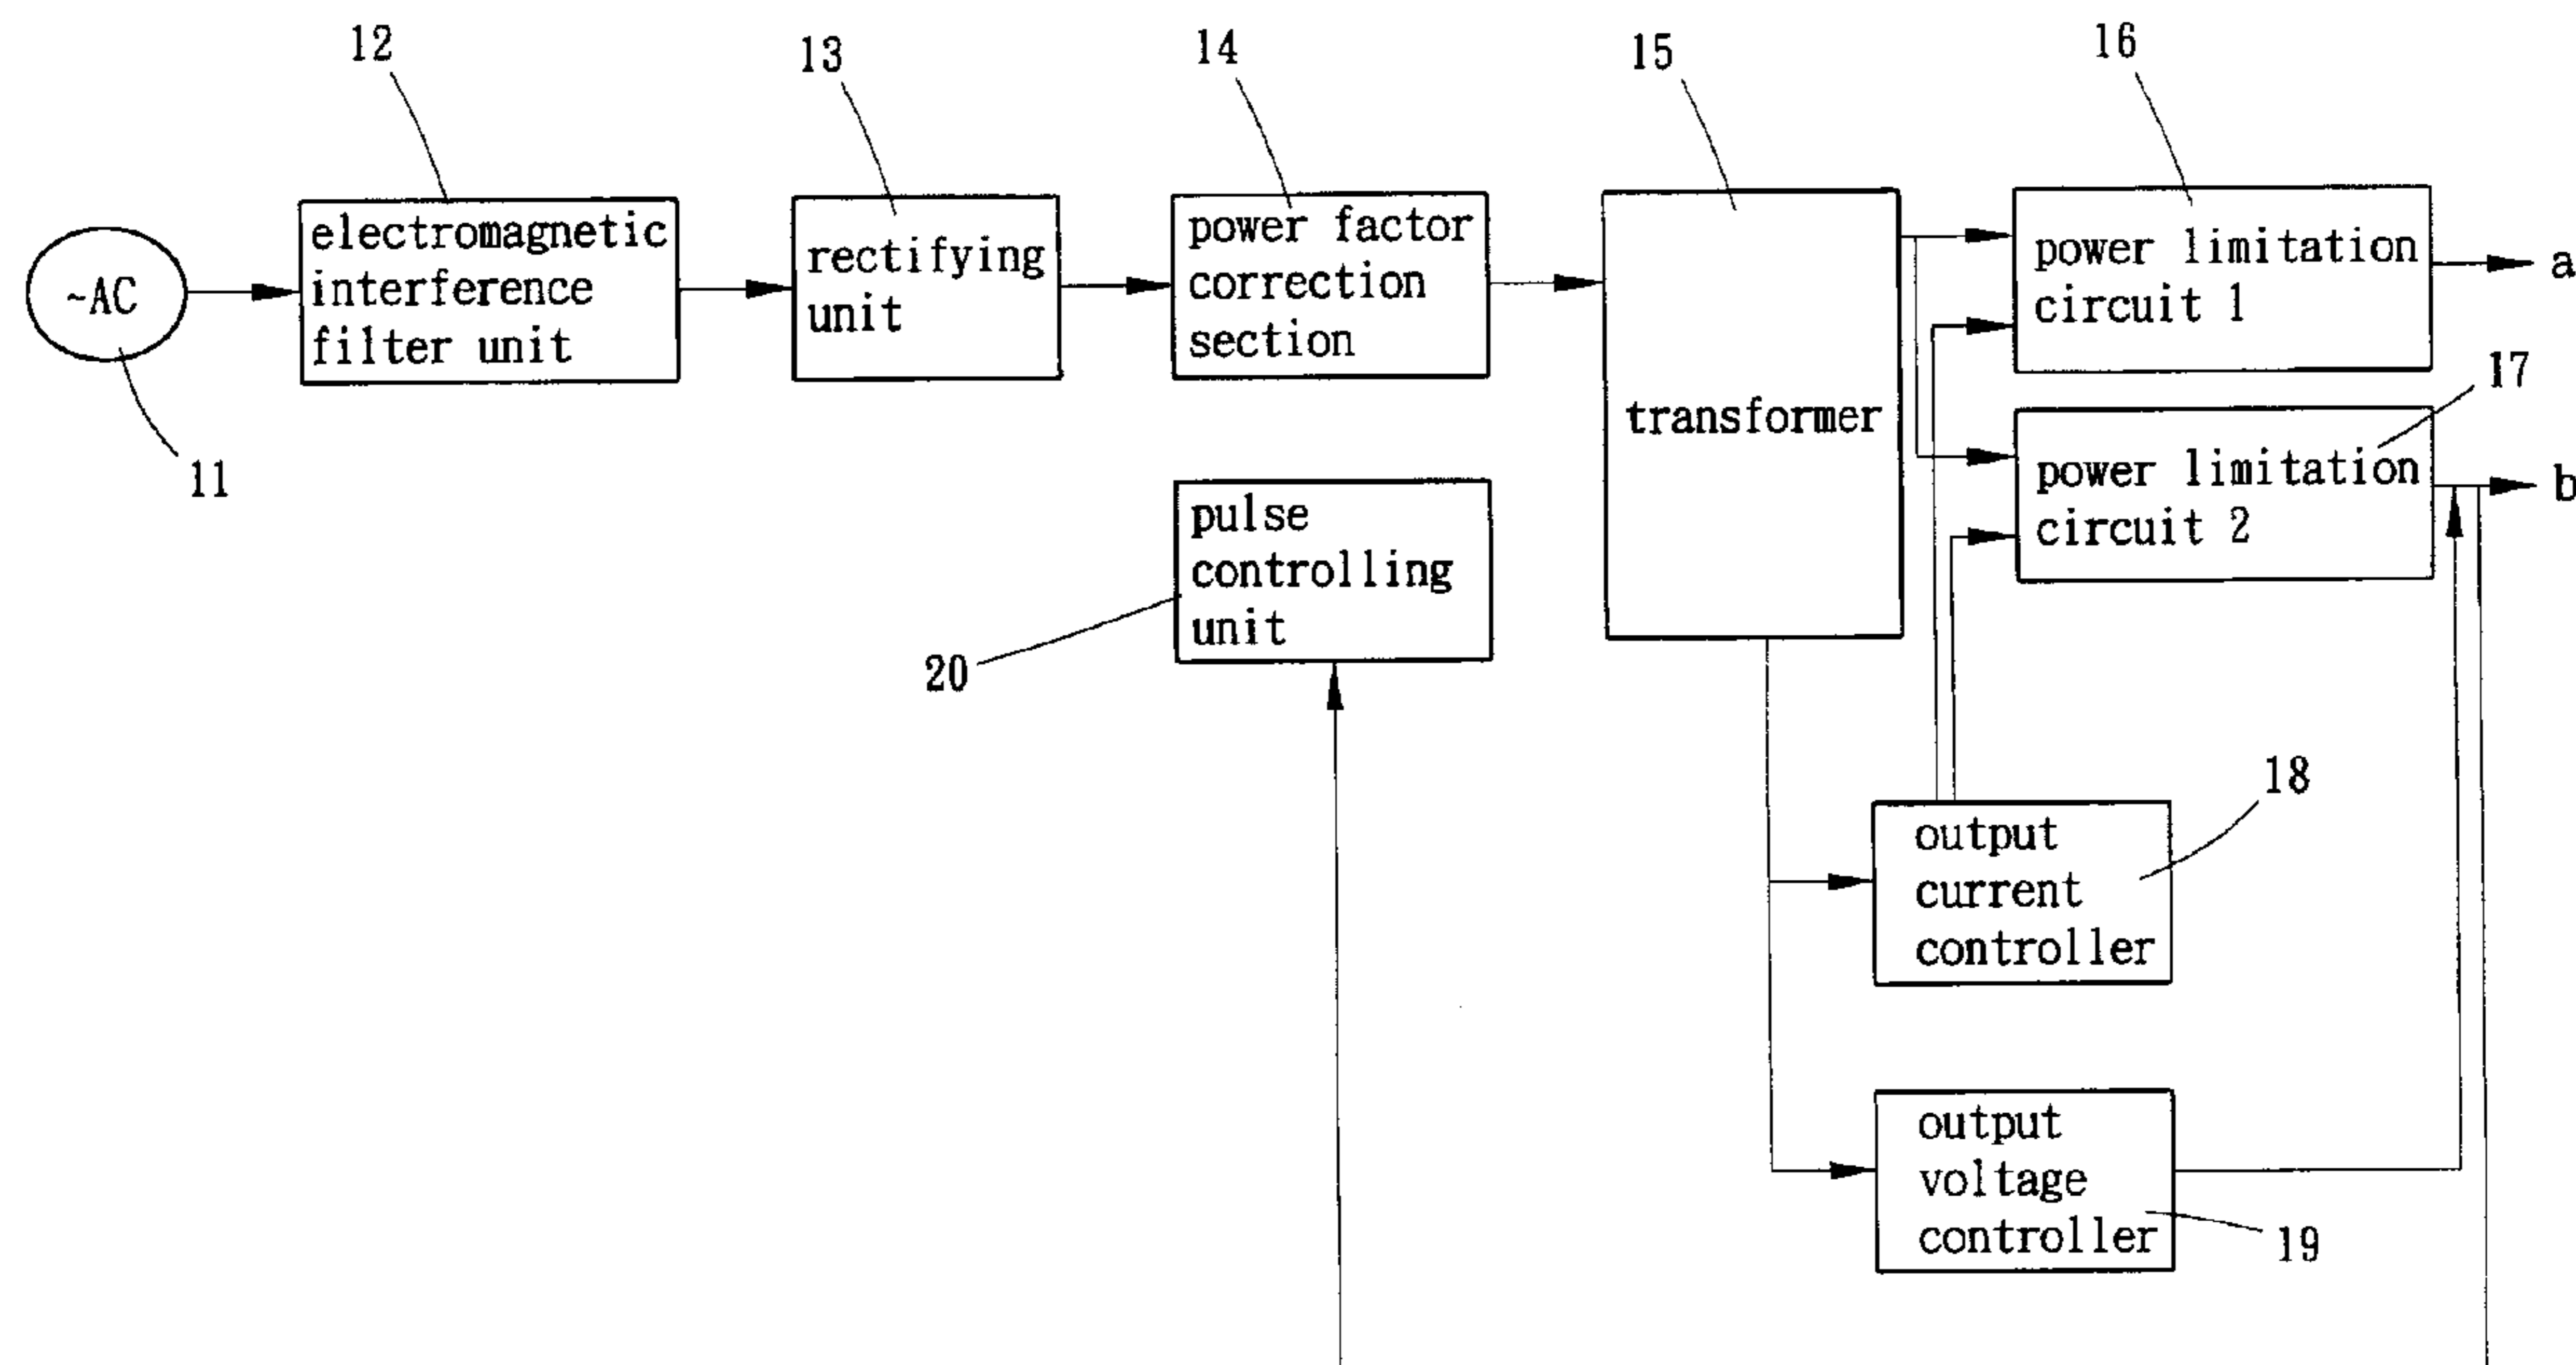 12
13
14
15
16
~AC
11
electromagnetic
interference
filter unit
rectifying
unit
power factor
correction
section
transformer
power limitation
circuit 1
a
17
power limitation
circuit 2
b
pulse
controlling
unit
20
18
output
current
controller
output
voltage
controller
19